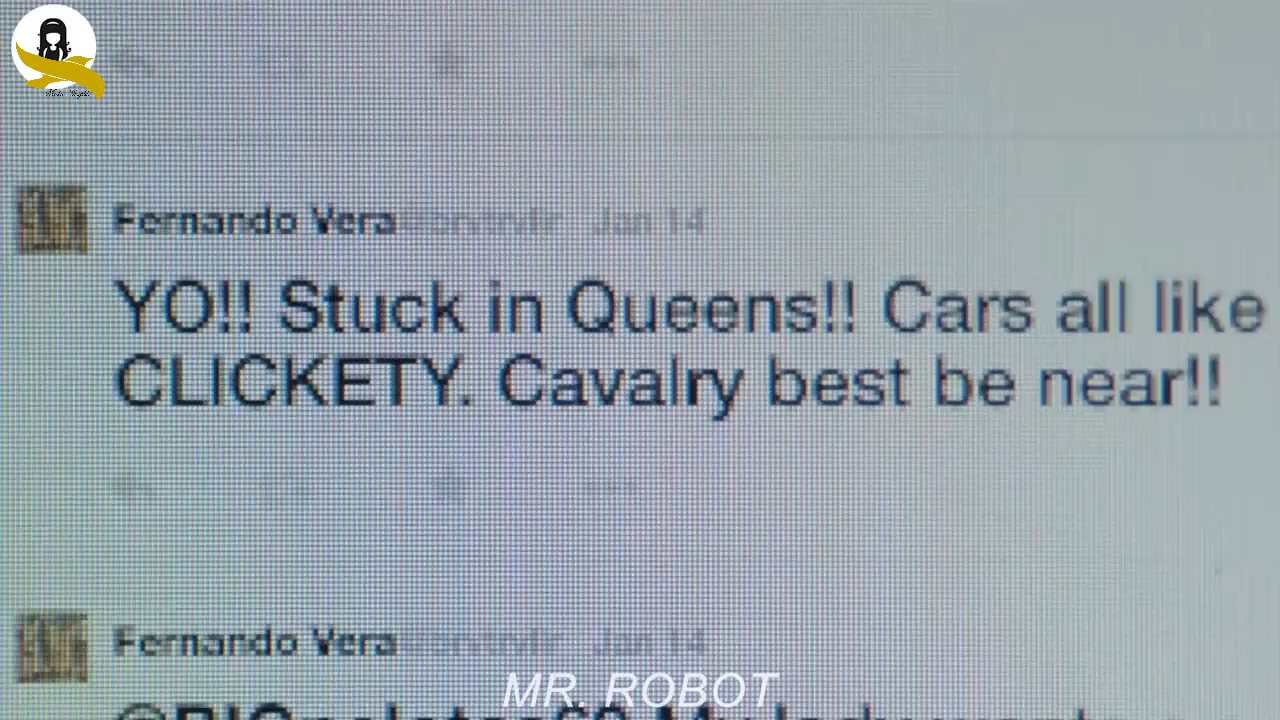 Fernando Vera Jan 14
YO!! Stuck in Queens!! Cars all like
CLICKETY. Cavalry best be near!!
Fernando Vera Jan 14
MR. ROBOT